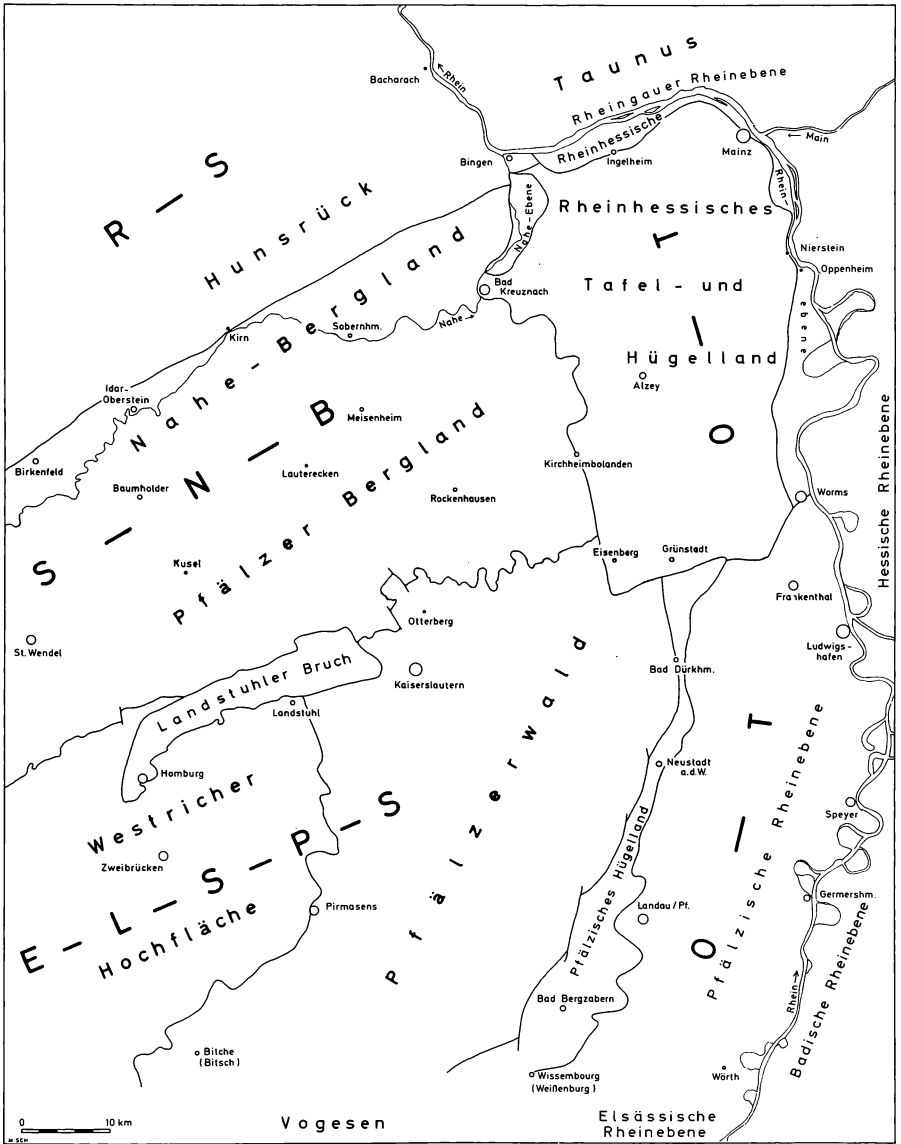 Taunus
Rheingauer Rheinebene
Bacharach
←Rhein
Rheinhessische
Ingelheim
Bingen
Mainz
← Main
R – S
Hunsrück
Rheinhessisches
Rhein-
Nahe-Ebene
T
Nierstein
Oppenheim
Tafel- und
Bad
Kreuznach
Nahe-Bergland
Nahe→
Sobernhm.
Kirn
ebene
Hügelland
Alzey
Idar-
Oberstein
Meisenheim
O
Hessische Rheinebene
Birkenfeld
Baumholder
Lauterecken
Rockenhausen
Kirchheimbolanden
Worms
S – N – B
Pfälzer Bergland
Kusel
Eisenberg
Grünstadt
Frankenthal
Otterberg
St. Wendel
Ludwigs-
hafen
Bad Dürkhm.
Landstuhler Bruch
Kaiserslautern
Landstuhl
Pfälzerwald
T
Pfälzische Rheinebene
Homburg
Neustadt
a.d.W.
Westricher
Speyer
Zweibrücken
E – L – S – P – S
Hochfläche
Pfälzisches Hügelland
Pirmasens
Landau / Pf.
Germershm.
O
Badische Rheinebene
Rhein→
Bad Bergzabern
Bitche
(Bitsch)
Wissembourg
(Weißenburg)
Wörth
0 10 km
Vogesen
Elsässische
Rheinebene
M SCH